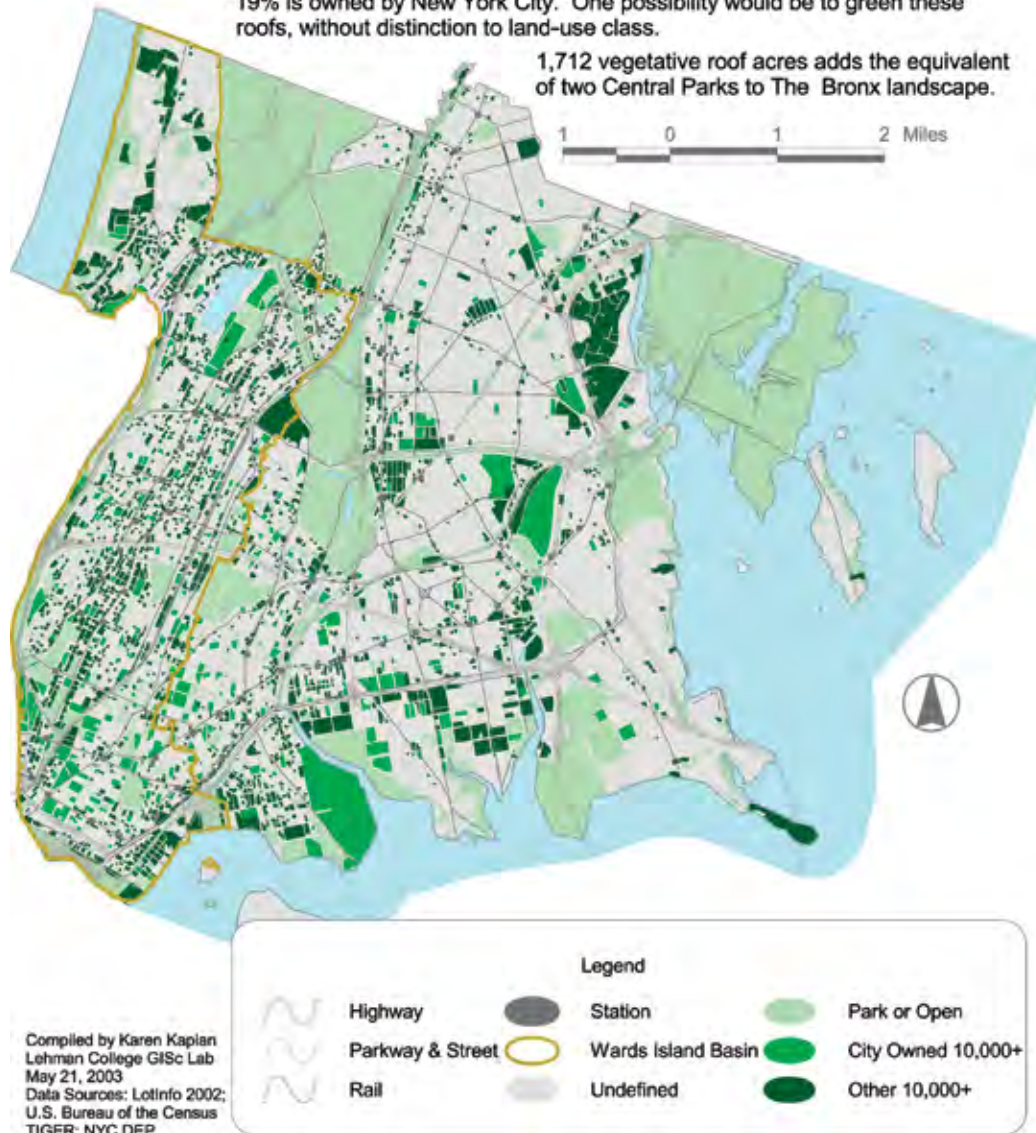 19% is owned by New York City. One possibility would be to green these
roofs, without distinction to land-use class.
1,712 vegetative roof acres adds the equivalent
of two Central Parks to The Bronx landscape.
1 0 1 2 Miles
Legend
Highway Station Park or Open
Parkway & Street Wards Island Basin City Owned 10,000+
Rail Undefined Other 10,000+
Compiled by Karen Kaplan
Lehman College GISc Lab
May 21, 2003
Data Sources: LotInfo 2002;
U.S. Bureau of the Census
TIGER; NYC DEP